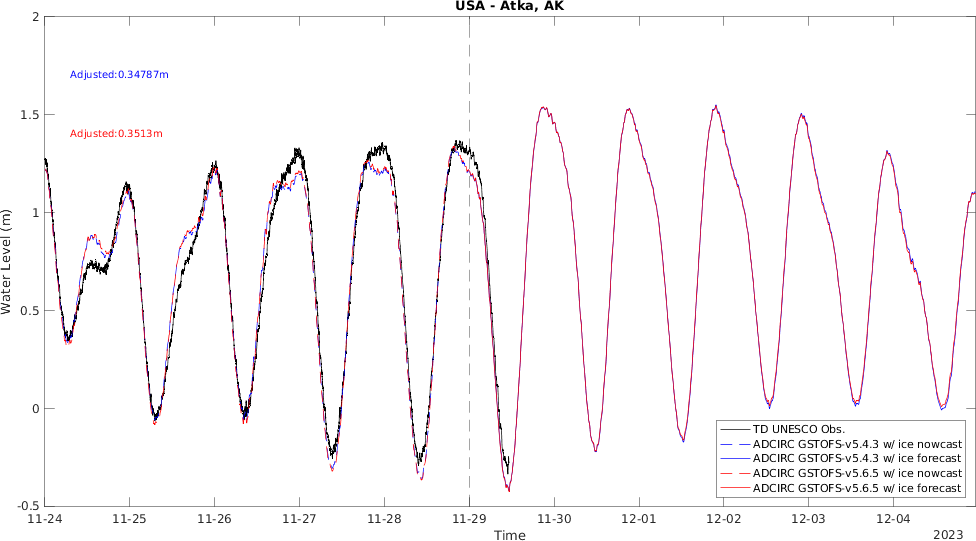 USA - Atka, AK
2
Adjusted:0.34787m
1.5
Adjusted:0.3513m
1
Water Level (m)
0.5
0
-0.5
TD UNESCO Obs.
ADCIRC GSTOFS-v5.4.3 w/ ice nowcast
ADCIRC GSTOFS-v5.4.3 w/ ice forecast
ADCIRC GSTOFS-v5.6.5 w/ ice nowcast
ADCIRC GSTOFS-v5.6.5 w/ ice forecast
11-24 11-25 11-26 11-27 11-28 11-29 11-30 12-01 12-02 12-03 12-04
Time
2023